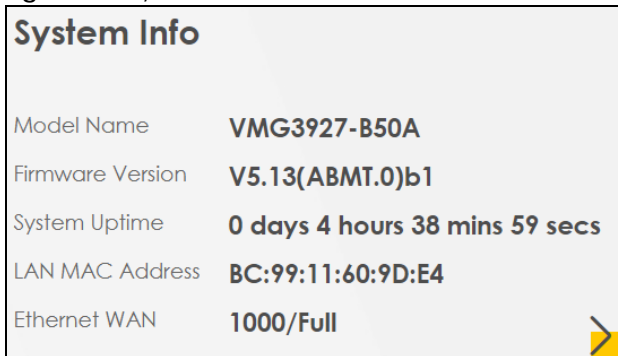 System Info
Model Name VMG3927-B50A
Firmware Version V5.13(ABMT.0)b1
System Uptime 0 days 4 hours 38 mins 59 secs
LAN MAC Address BC:99:11:60:9D:E4
Ethernet WAN 1000/Full